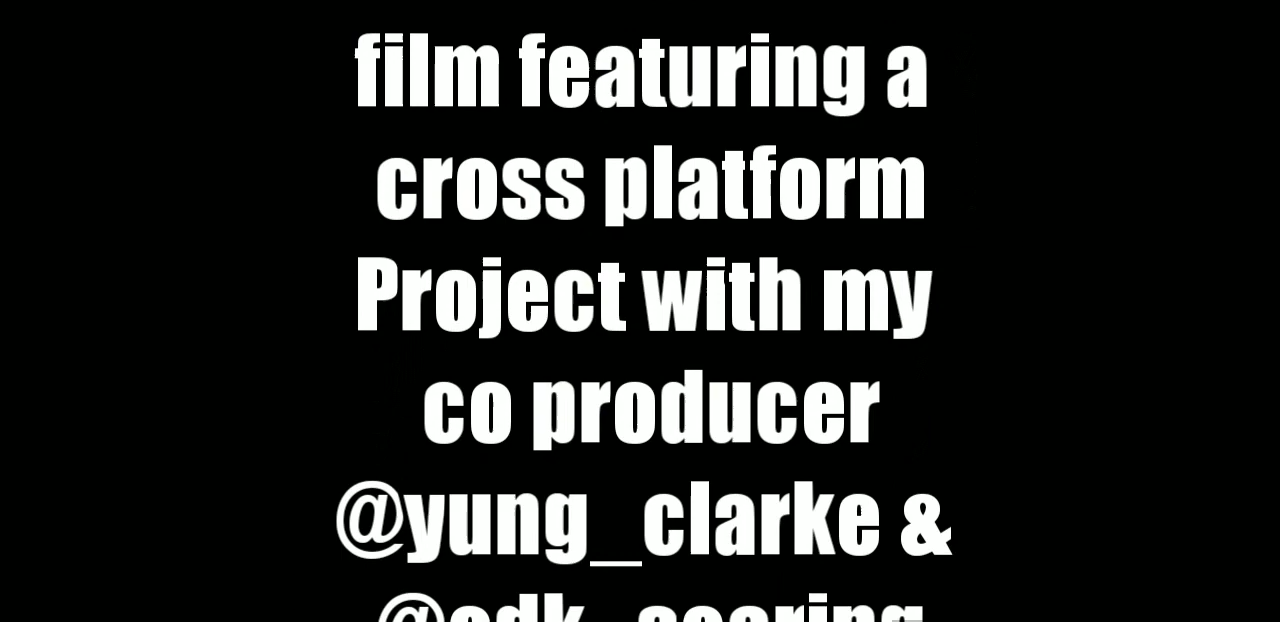 film featuring a
cross platform
Project with my
co producer
@yung_clarke &